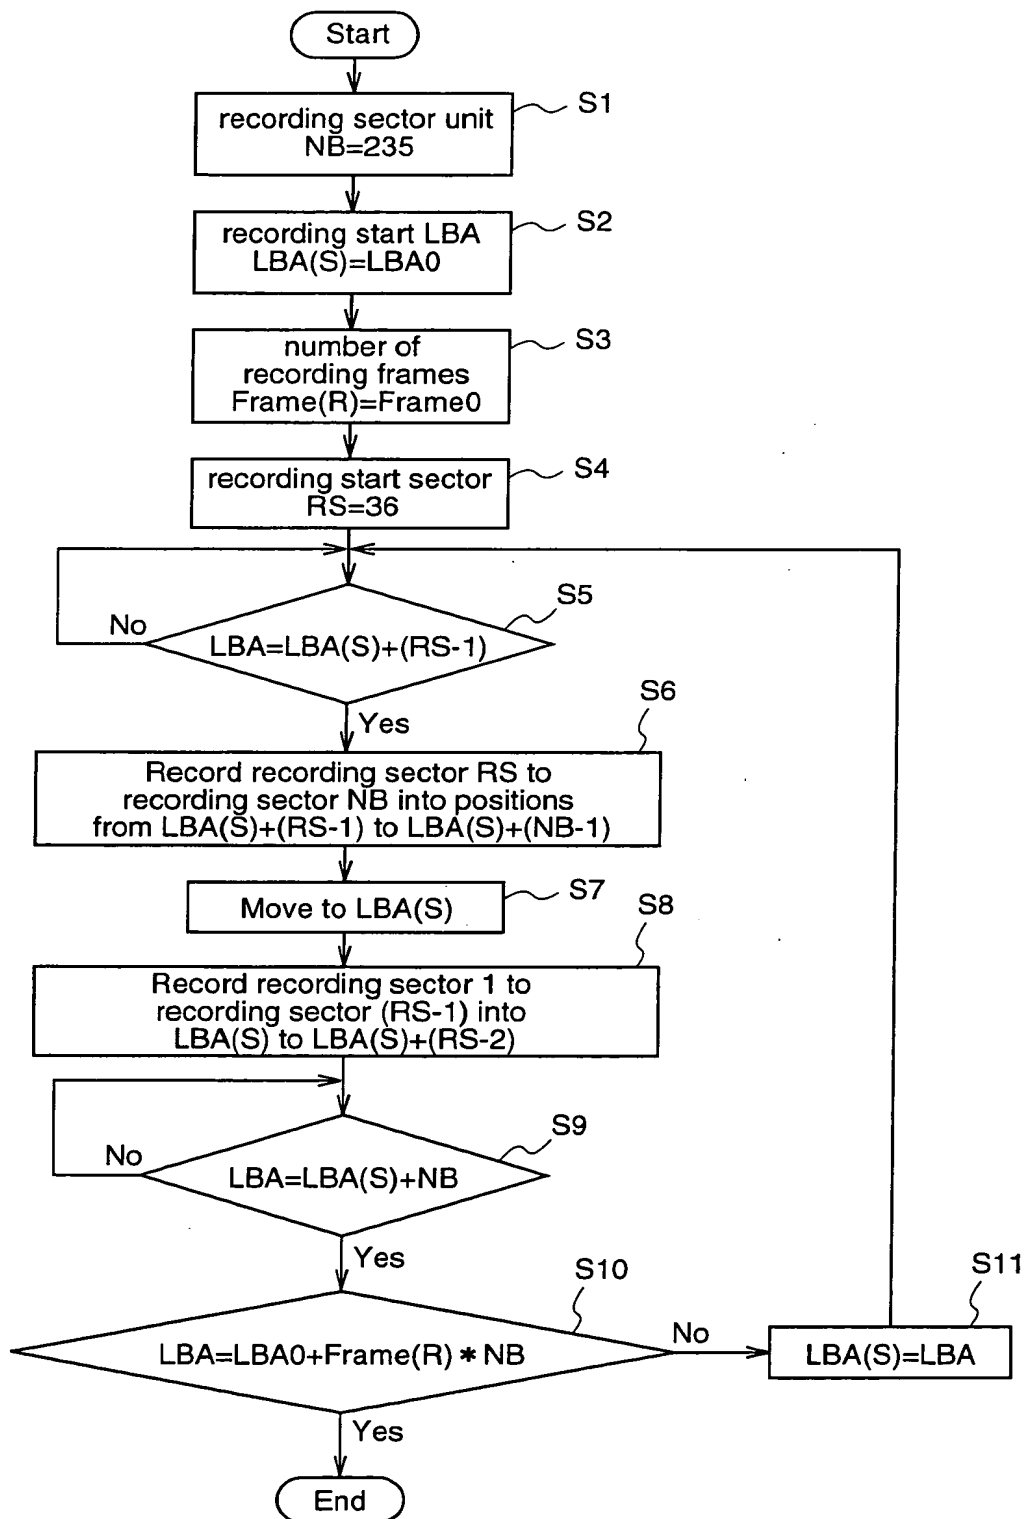 Start
recording sector unit
NB=235
S1
recording start LBA
LBA(S)=LBA0
S2
number of
recording frames
Frame(R)=Frame0
S3
recording start sector
RS=36
S4
S5
No
LBA=LBA(S)+(RS-1)
Yes
S6
Record recording sector RS to
recording sector NB into positions
from LBA(S)+(RS-1) to LBA(S)+(NB-1)
S7
Move to LBA(S)
S8
Record recording sector 1 to
recording sector (RS-1) into
LBA(S) to LBA(S)+(RS-2)
S9
No
LBA=LBA(S)+NB
Yes
S10
LBA=LBA0+Frame(R)*NB
No
S11
LBA(S)=LBA
Yes
End